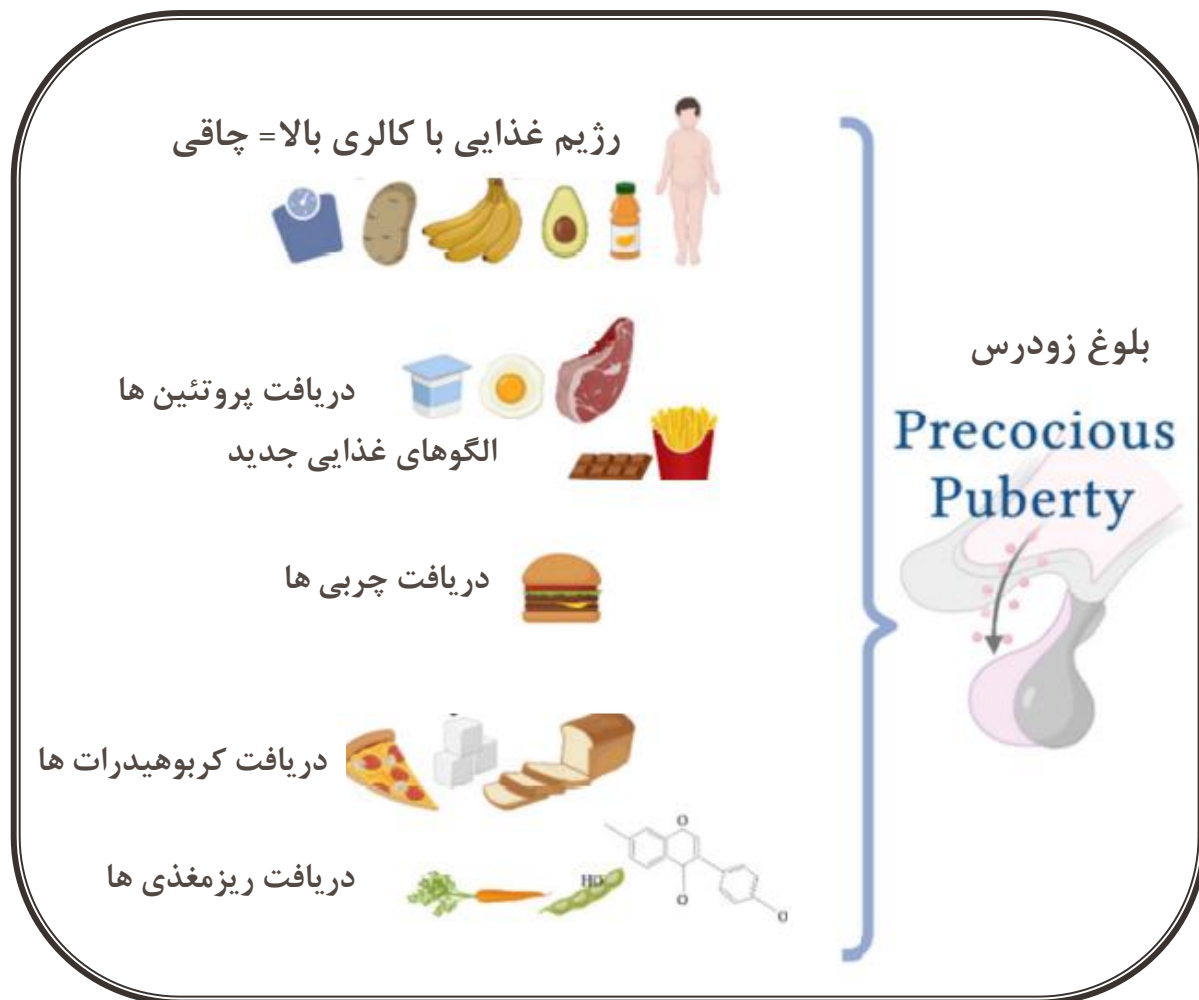 رژیم غذایی با کالری بالا= چاقی
دریافت پروتئین ها
الگوهای غذایی جدید
دریافت چربی ها
دریافت کربوهیدرات ها
دریافت ریزمغذی ها
HO
O
O
O
بلوغ زودرس
Precocious
Puberty